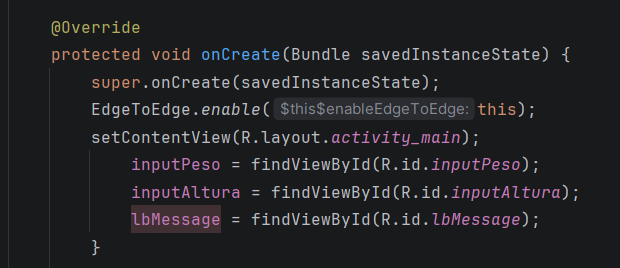 @Override
protected void onCreate(Bundle savedInstanceState) {
super.onCreate(savedInstanceState);
EdgeToEdge.enable( $this$enableEdgeToEdge: this);
setContentView(R.layout.activity_main);
inputPeso = findViewById(R.id.inputPeso);
inputAltura = findViewById(R.id.inputAltura);
lbMessage = findViewById(R.id.lbMessage);
}